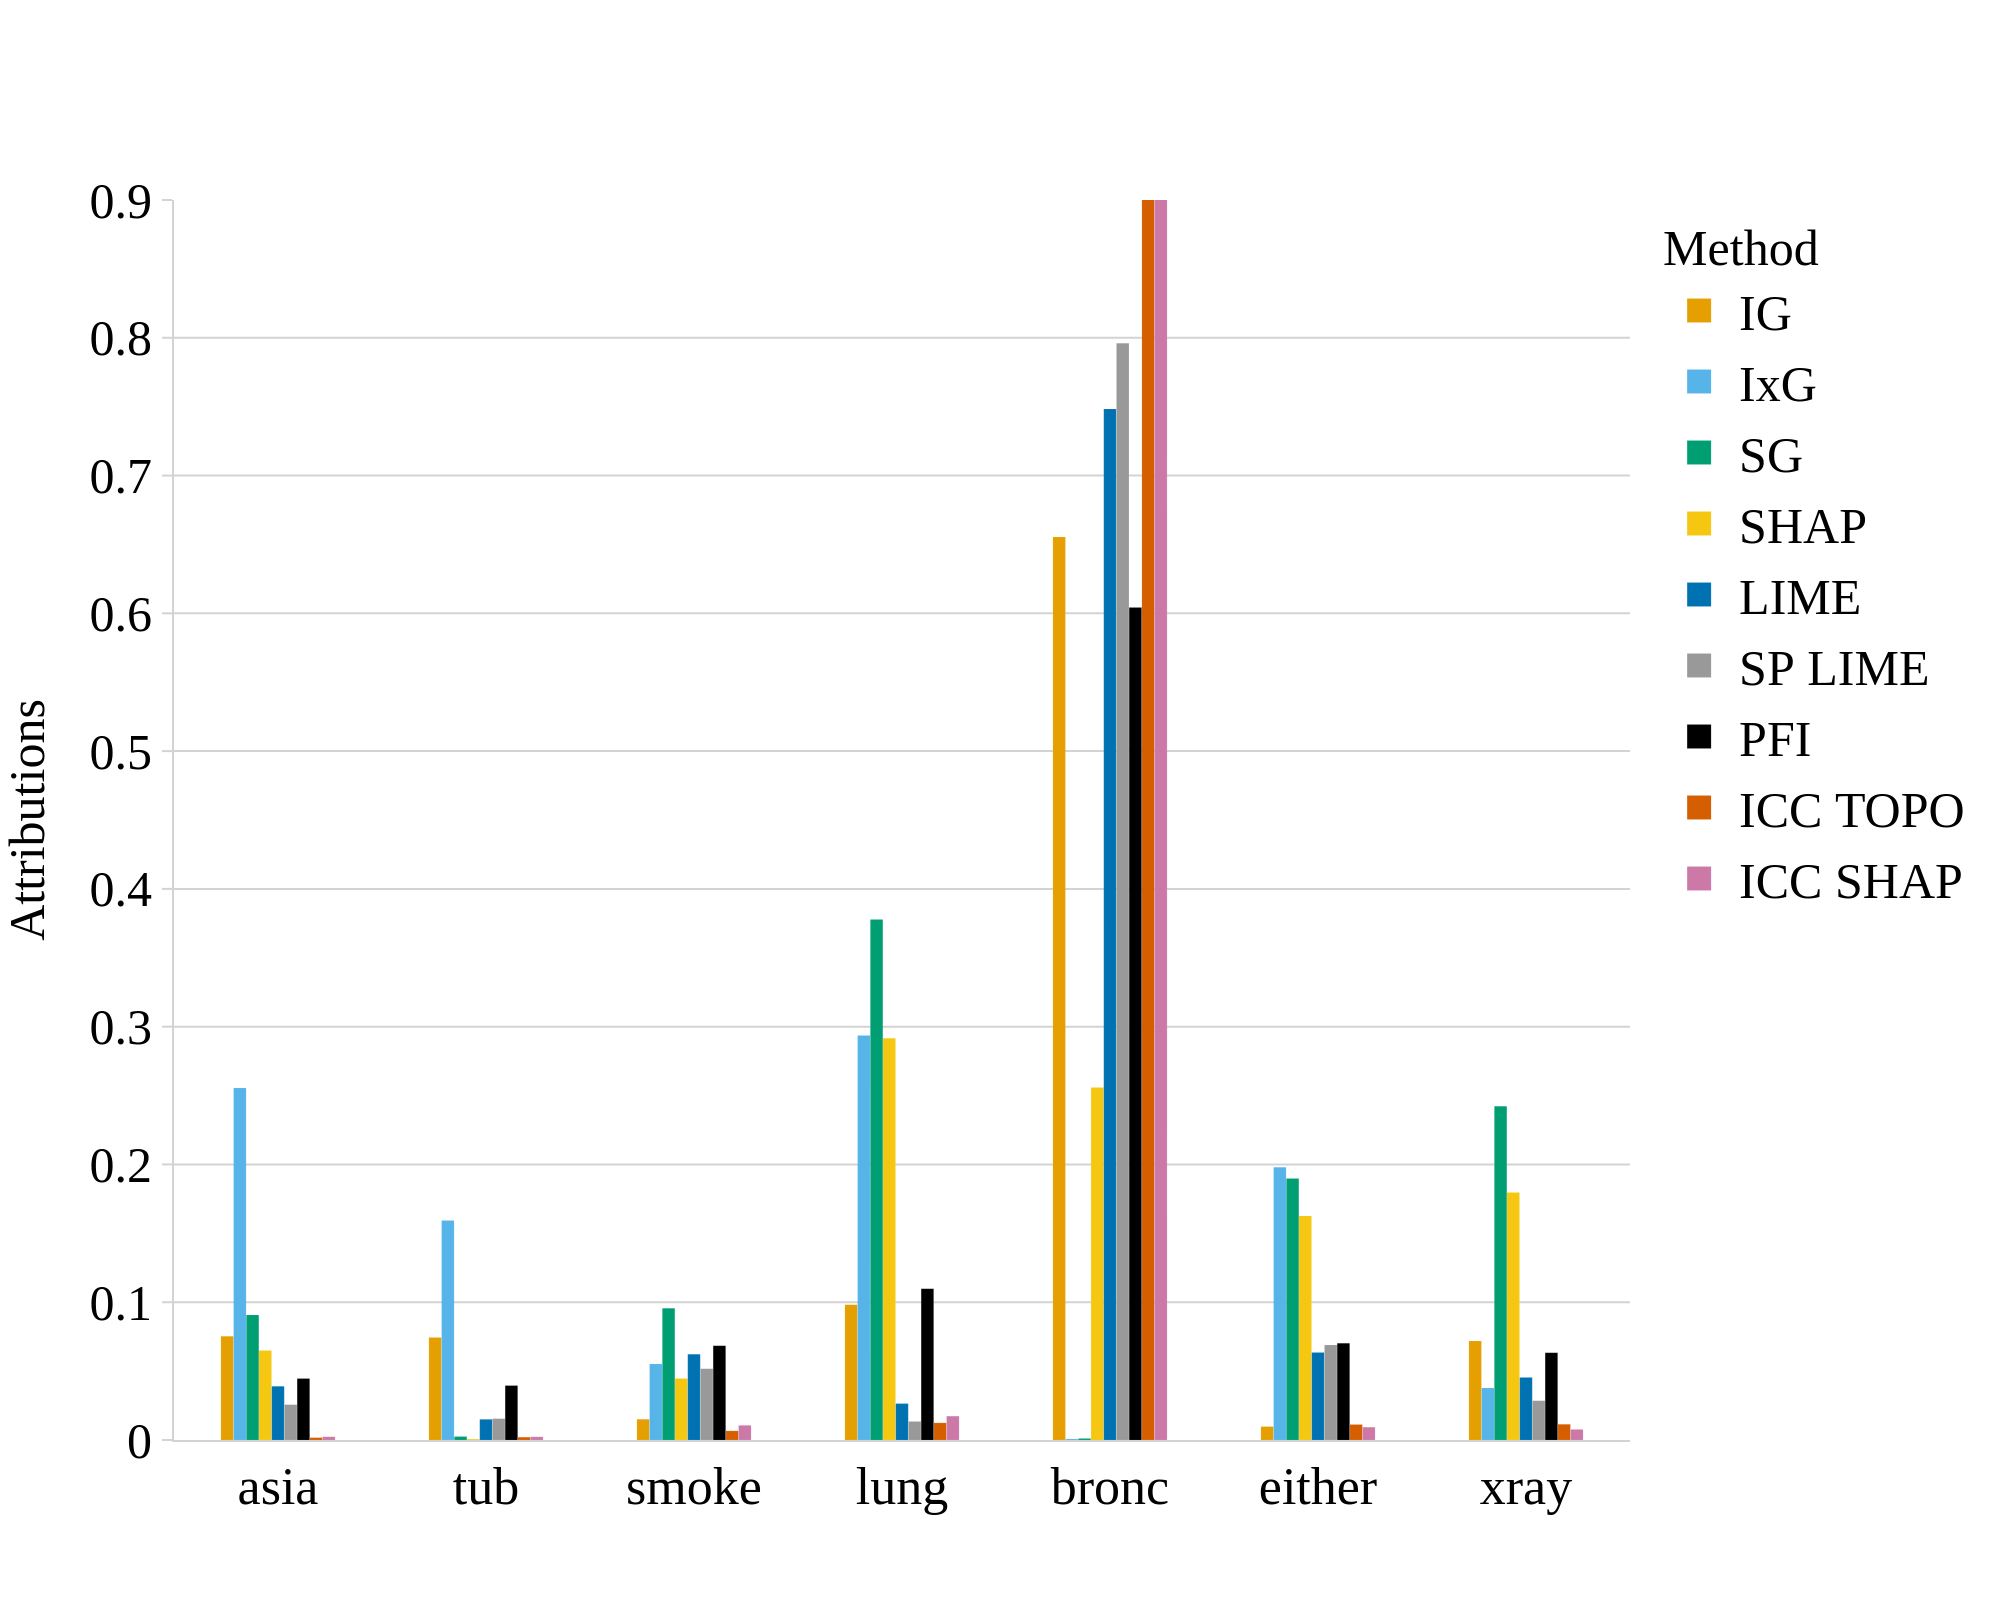 0.9
0.8
0.7
0.6
0.5
0.4
0.3
0.2
0.1
0
Attributions
asia tub smoke lung bronc either xray
Method
IG
IxG
SG
SHAP
LIME
SP LIME
PFI
ICC TOPO
ICC SHAP